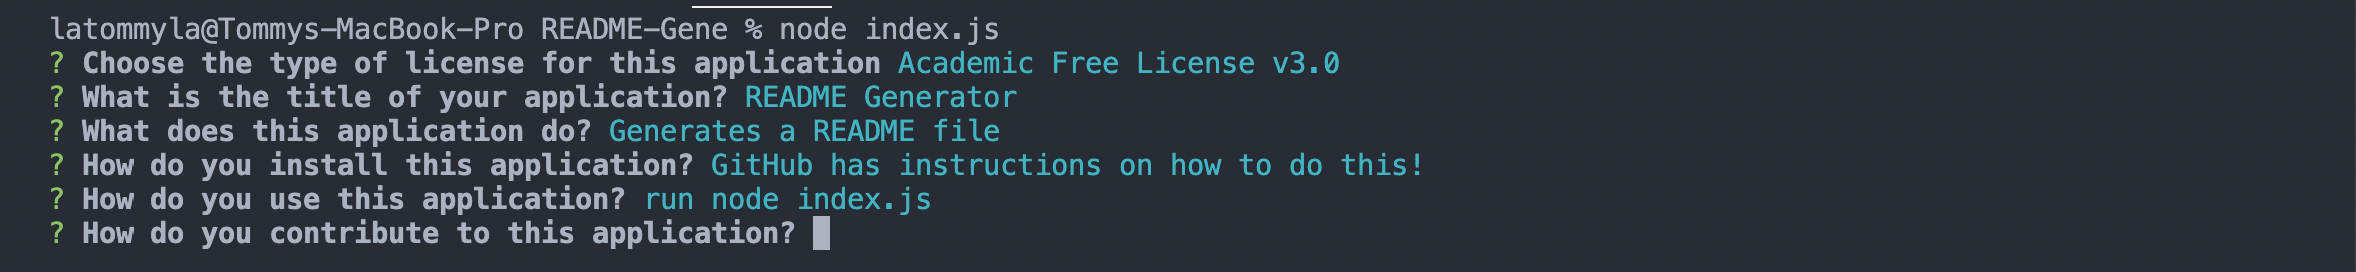 latommyla@Tommys-MacBook-Pro README-Gene % node index.js
? Choose the type of license for this application Academic Free License v3.0
? What is the title of your application? README Generator
? What does this application do? Generates a README file
? How do you install this application? GitHub has instructions on how to do this!
? How do you use this application? run node index.js
? How do you contribute to this application?